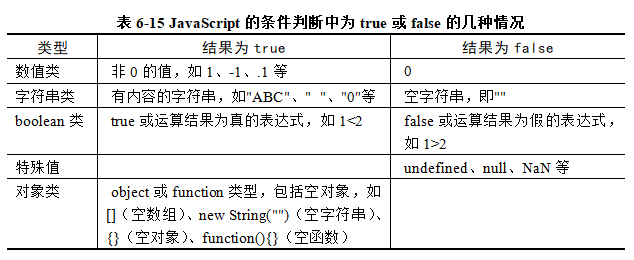 表 6-15 JavaScript 的条件判断中为 true 或 false 的几种情况
类型 结果为 true 结果为 false
数值类 非 0 的值，如 1、-1、.1 等 0
字符串类 有内容的字符串，如"ABC"、" "、"0"等 空字符串，即""
boolean 类 true 或运算结果为真的表达式，如 1<2 false 或运算结果为假的表达式，
如 1>2
特殊值 undefined、null、NaN 等
对象类 object 或 function 类型，包括空对象，如
[]（空数组）、new String("")（空字符串）、
{}（空对象）、function(){}（空函数）